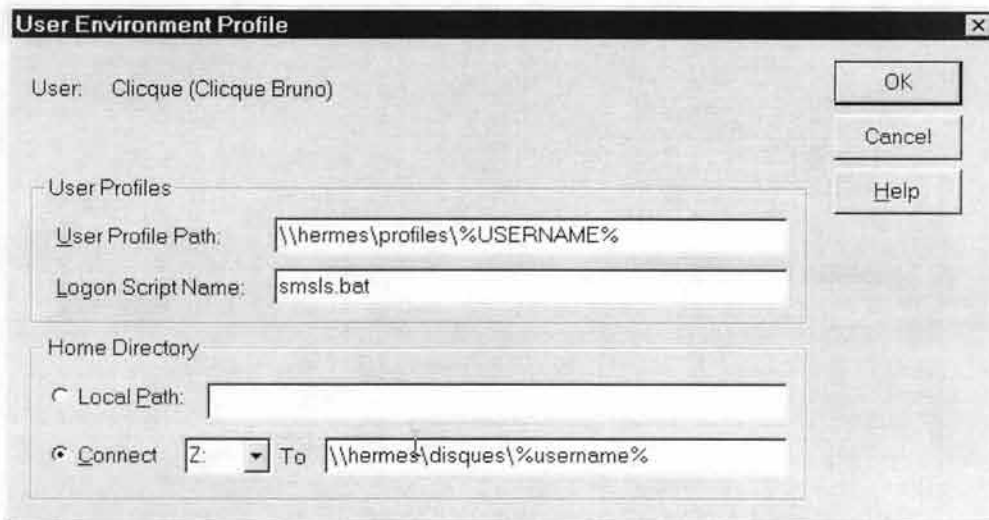 User Environment Profile
User: Clicque (Clicque Bruno)
OK
Cancel
Help
User Profiles
User Profile Path: \\hermes\profiles\%USERNAME%
Logon Script Name: smsls.bat
Home Directory
Local Path:
Connect Z: To \\hermes\disques\%username%